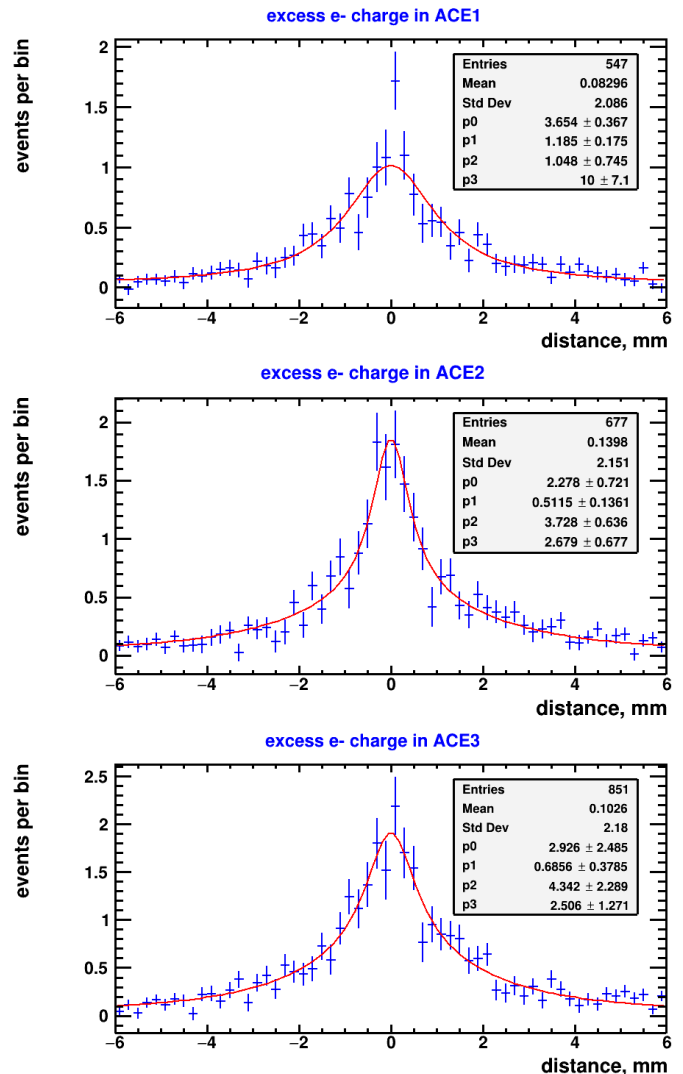 excess e- charge in ACE1
events per bin
2
1.5
1
0.5
0
Entries 547
Mean 0.08296
Std Dev 2.086
p0 3.654 ± 0.367
p1 1.185 ± 0.175
p2 1.048 ± 0.745
p3 10 ± 7.1
−6 −4 −2 0 2 4 6
distance, mm
excess e- charge in ACE2
events per bin
2
1.5
1
0.5
0
Entries 677
Mean 0.1398
Std Dev 2.151
p0 2.278 ± 0.721
p1 0.5115 ± 0.1361
p2 3.728 ± 0.636
p3 2.679 ± 0.677
−6 −4 −2 0 2 4 6
distance, mm
excess e- charge in ACE3
events per bin
2.5
2
1.5
1
0.5
0
Entries 851
Mean 0.1026
Std Dev 2.18
p0 2.926 ± 2.485
p1 0.6856 ± 0.3785
p2 4.342 ± 2.289
p3 2.506 ± 1.271
−6 −4 −2 0 2 4 6
distance, mm